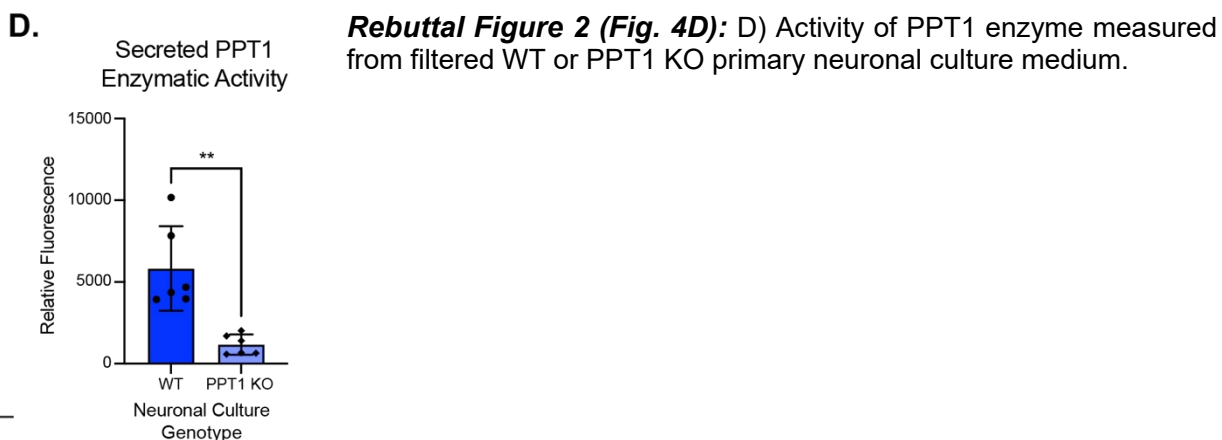 D.
Rebuttal Figure 2 (Fig. 4D): D) Activity of PPT1 enzyme measured
from filtered WT or PPT1 KO primary neuronal culture medium.
Secreted PPT1
Enzymatic Activity
15000
**
10000
5000
0
Relative Fluorescence
WT PPT1 KO
Neuronal Culture
Genotype